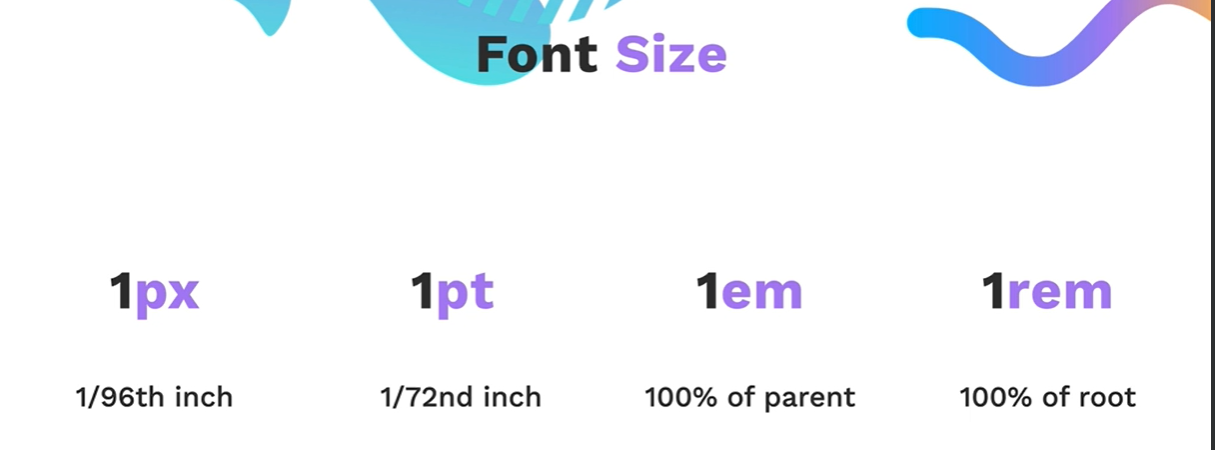 Font Size
1px 1pt 1em 1rem
1/96th inch 1/72nd inch 100% of parent 100% of root